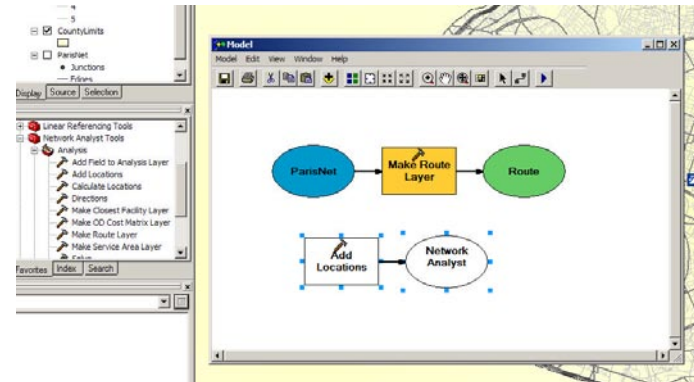 4
5
CountyLimits
ParisNet
Junctions
Edges
Display Source Selection
Linear Referencing Tools
Network Analyst Tools
Analysis
Add Field to Analysis Layer
Add Locations
Calculate Locations
Directions
Make Closest Facility Layer
Make OD Cost Matrix Layer
Make Route Layer
Make Service Area Layer
Solve
Favorites Index Search
Model
Model Edit View Window Help
ParisNet
Make Route
Layer
Route
Add
Locations
Network
Analyst